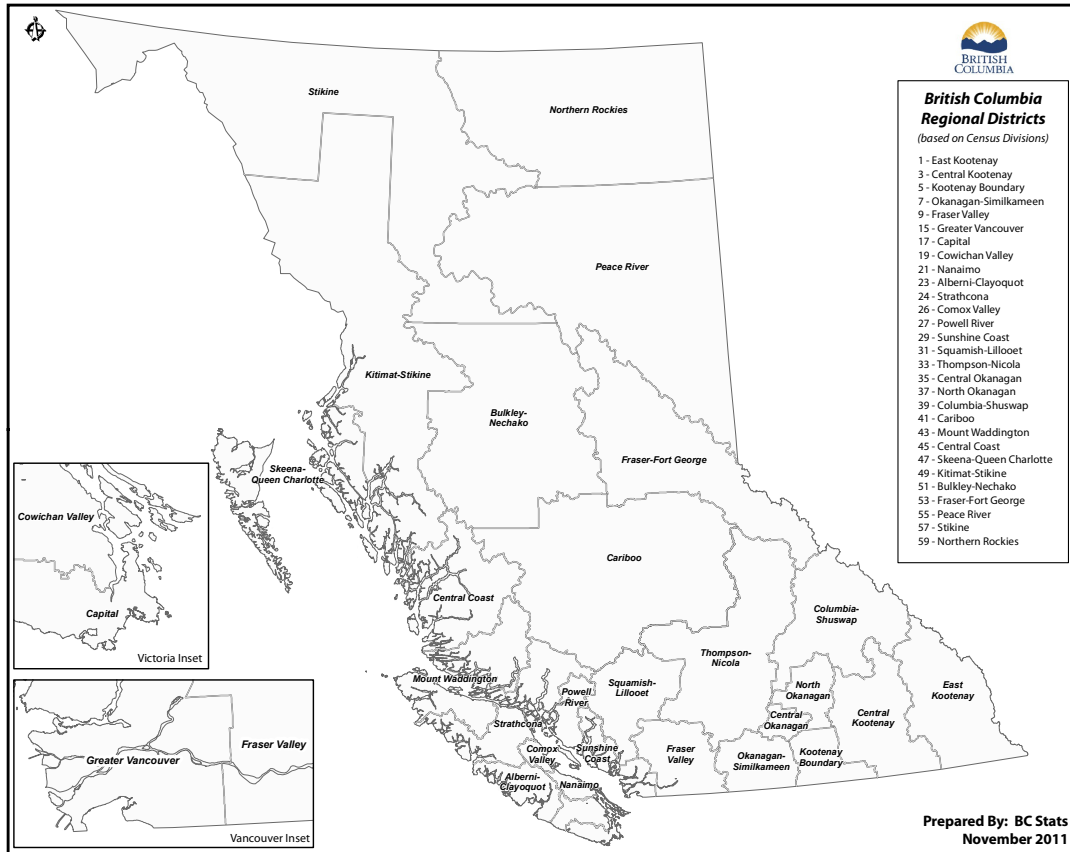 BRITISH
COLUMBIA
British Columbia
Regional Districts
(based on Census Divisions)
1 - East Kootenay
3 - Central Kootenay
5 - Kootenay Boundary
7 - Okanagan-Similkameen
9 - Fraser Valley
15 - Greater Vancouver
17 - Capital
19 - Cowichan Valley
21 - Nanaimo
23 - Alberni-Clayoquot
24 - Strathcona
26 - Comox Valley
27 - Powell River
29 - Sunshine Coast
31 - Squamish-Lillooet
33 - Thompson-Nicola
35 - Central Okanagan
37 - North Okanagan
39 - Columbia-Shuswap
41 - Cariboo
43 - Mount Waddington
45 - Central Coast
47 - Skeena-Queen Charlotte
49 - Kitimat-Stikine
51 - Bulkley-Nechako
53 - Fraser-Fort George
55 - Peace River
57 - Stikine
59 - Northern Rockies
Stikine
Northern Rockies
Peace River
Kitimat-Stikine
Bulkley-
Nechako
Fraser-Fort George
Skeena-
Queen Charlotte
Cariboo
Central Coast
Columbia-
Shuswap
Thompson-
Nicola
Mount Waddington
Powell
River
Squamish-
Lillooet
North
Okanagan
East
Kootenay
Central
Okanagan
Central
Kootenay
Strathcona
Comox
Valley
Sunshine
Coast
Fraser
Valley
Okanagan-
Similkameen
Kootenay
Boundary
Alberni-
Clayoquot
Nanaimo
Cowichan Valley
Capital
Victoria Inset
Fraser Valley
Greater Vancouver
Vancouver Inset
Prepared By: BC Stats
November 2011